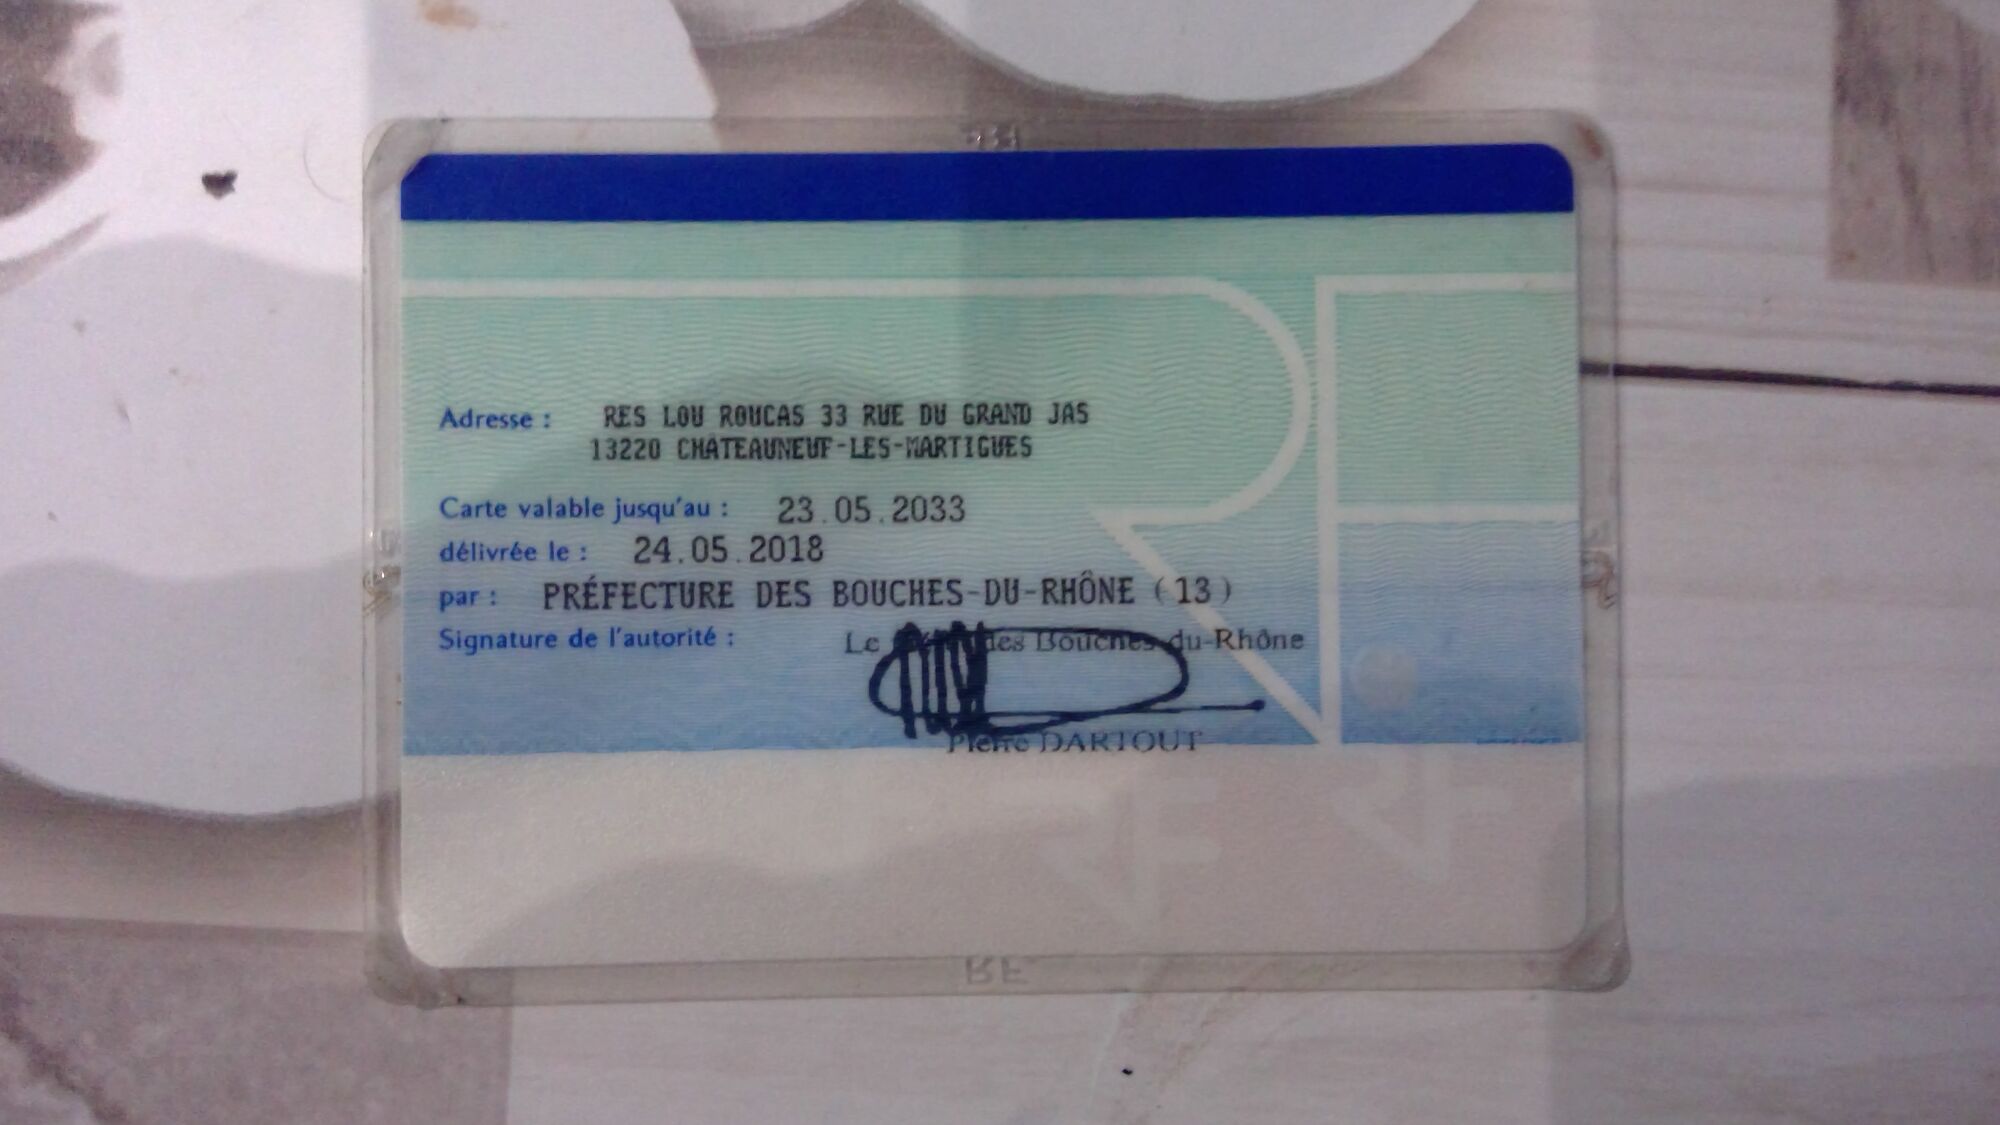 Adresse : RES LOU ROUCAS 33 RUE DU GRAND JAS
13220 CHATEAUNEUF-LES-MARTIGUES
Carte valable jusqu'au : 23.05.2033
délivrée le : 24.05.2018
par : PRÉFECTURE DES BOUCHES-DU-RHÔNE (13)
Signature de l'autorité : Le des Bouches du-Rhône
Pierre DARTOUT
RF